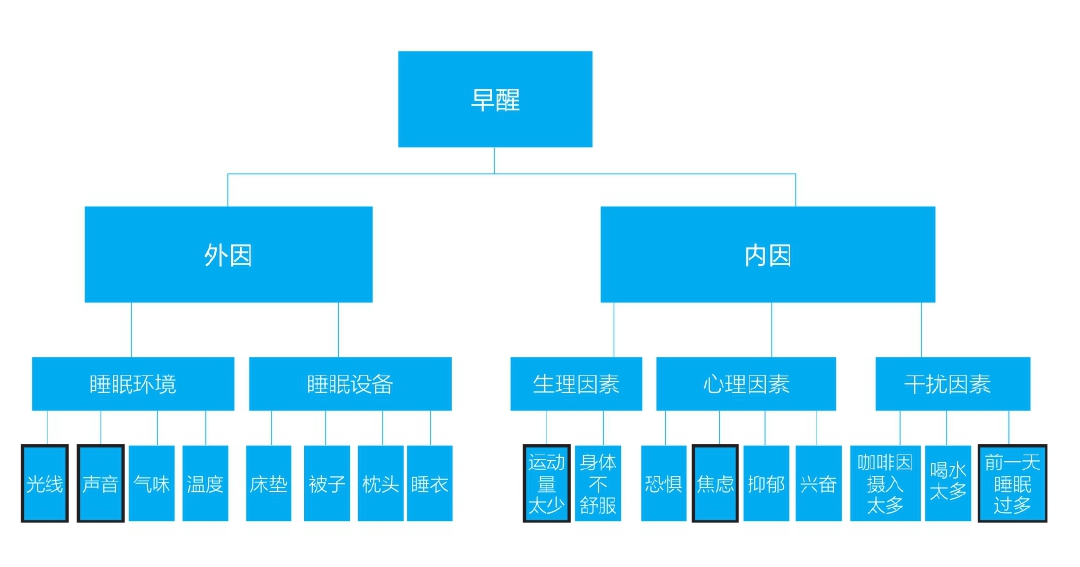 早醒
外因
内因
睡眠环境
睡眠设备
生理因素
心理因素
干扰因素
光线
声音
气味
温度
床垫
被子
枕头
睡衣
运动
量
太少
身体
不
舒服
恐惧
焦虑
抑郁
兴奋
咖啡因
摄入
太多
喝水
太多
前一天
睡眠
过多